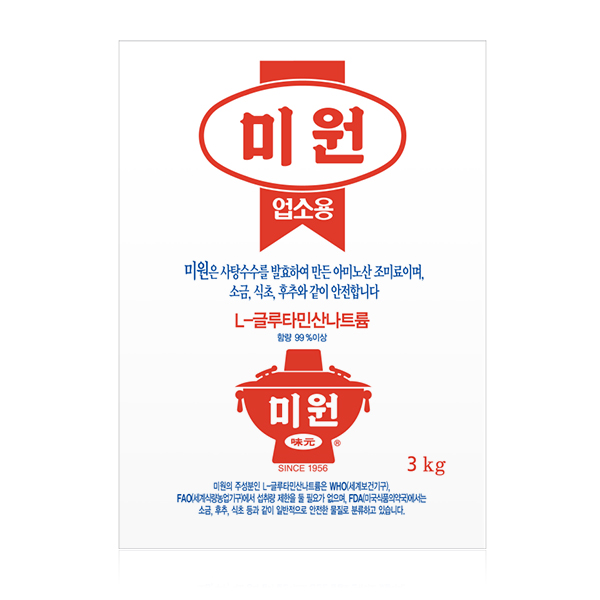 미원
업소용
미원은 사탕수수를 발효하여 만든 아미노산 조미료이며,
소금, 식초, 후추와 같이 안전합니다
L-글루타민산나트륨
함량 99%이상
미원
味元 ®
SINCE 1956
3 kg
미원의 주성분인 L-글루타민산나트륨은 WHO(세계보건기구),
FAO(세계식량농업기구)에서 섭취량 제한을 둘 필요가 없으며, FDA(미국식품의약국)에서는
소금, 후추, 식초 등과 같이 일반적으로 안전한 물질로 분류하고 있습니다.